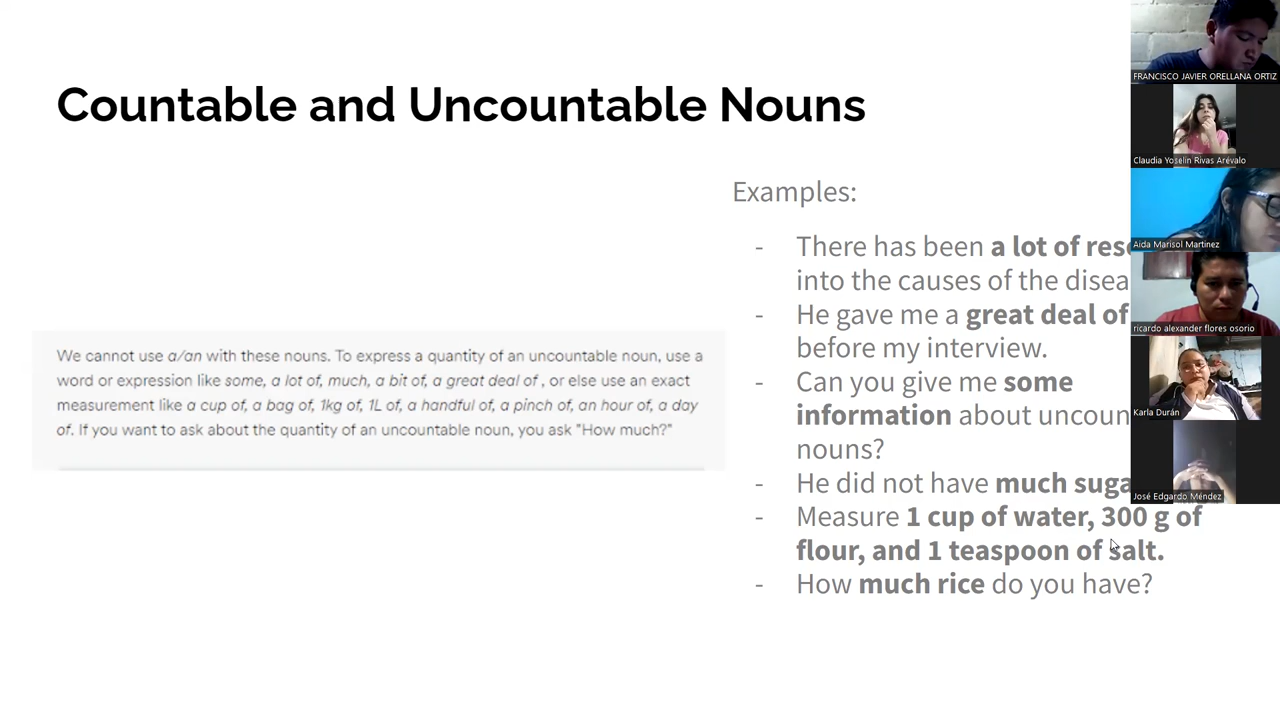 Countable and Uncountable Nouns
We cannot use a/an with these nouns. To express a quantity of an uncountable noun, use a
word or expression like some, a lot of, much, a bit of, a great deal of , or else use an exact
measurement like a cup of, a bag of, 1kg of, 1L of, a handful of, a pinch of, an hour of, a day
of. If you want to ask about the quantity of an uncountable noun, you ask "How much?"
Examples:
- There has been a lot of
into the causes of the
- He gave me a great deal of
before my interview.
- Can you give me some
information about
nouns?
- He did not have much
- Measure 1 cup of water, 300 g of
flour, and 1 teaspoon of salt.
- How much rice do you have?
FRANCISCO JAVIER ORELLANA ORTIZ
Claudia Yoselin Rivas Arévalo
Aida Marisol Martinez
ricardo alexander flores osorio
Karla Durán
José Edgardo Méndez